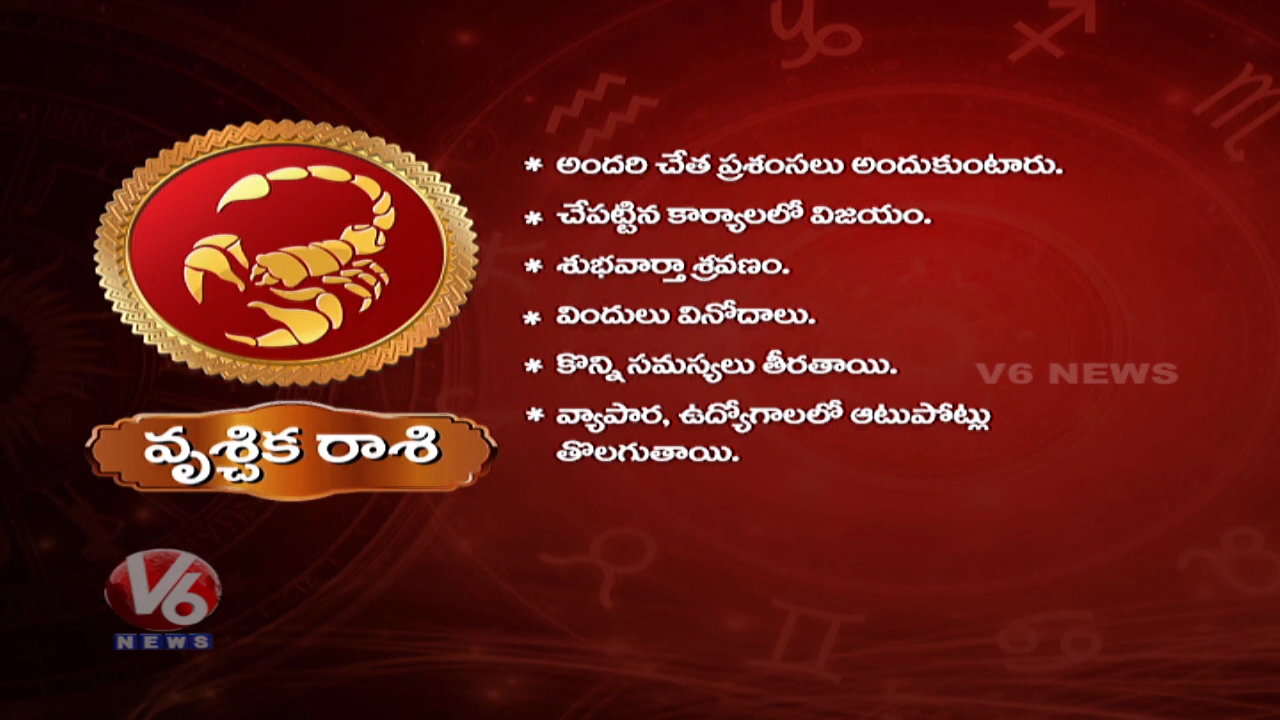 * అందరి చేత ప్రశంసలు అందుకుంటారు.
* చేపట్టిన కార్యాలలో విజయం.
* శుభవార్తా శ్రవణం.
* విందులు వినోదాలు.
* కొన్ని సమస్యలు తీరతాయి.
V6 NEWS
* వ్యాపార, ఉద్యోగాలలో ఆటుపోట్లు
తొలగుతాయి.
వృశ్చిక రాశి
V6
NEWS